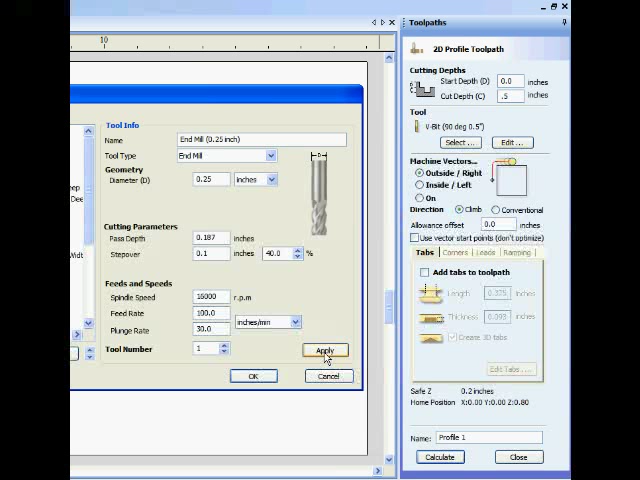 Toolpaths
10
2D Profile Toolpath
Cutting Depths
Start Depth (D) 0.0 inches
Cut Depth (C) .5 inches
Tool
V-Bit (90 deg 0.5")
Select ... Edit ...
Machine Vectors...
Outside / Right
Inside / Left
On
Direction Climb Conventional
Allowance offset 0.0 inches
Use vector start points (don't optimize)
Tabs Corners Leads Ramping
Add tabs to toolpath
Length 0.375 inches
Thickness 0.093 inches
Create 3D tabs
Edit Tabs ...
Safe Z 0.2 inches
Home Position X:0.00 Y:0.00 Z:0.80
Name: Profile 1
Calculate Close
Tool Info
Name End Mill (0.25 inch)
Tool Type End Mill
Geometry
Diameter (D) 0.25 inches
D
Cutting Parameters
Pass Depth 0.187 inches
Stepover 0.1 inches 40.0 %
Feeds and Speeds
Spindle Speed 16000 r.p.m
Feed Rate 100.0
inches/min
Plunge Rate 30.0
Tool Number 1
Apply
OK Cancel
eep
Widt